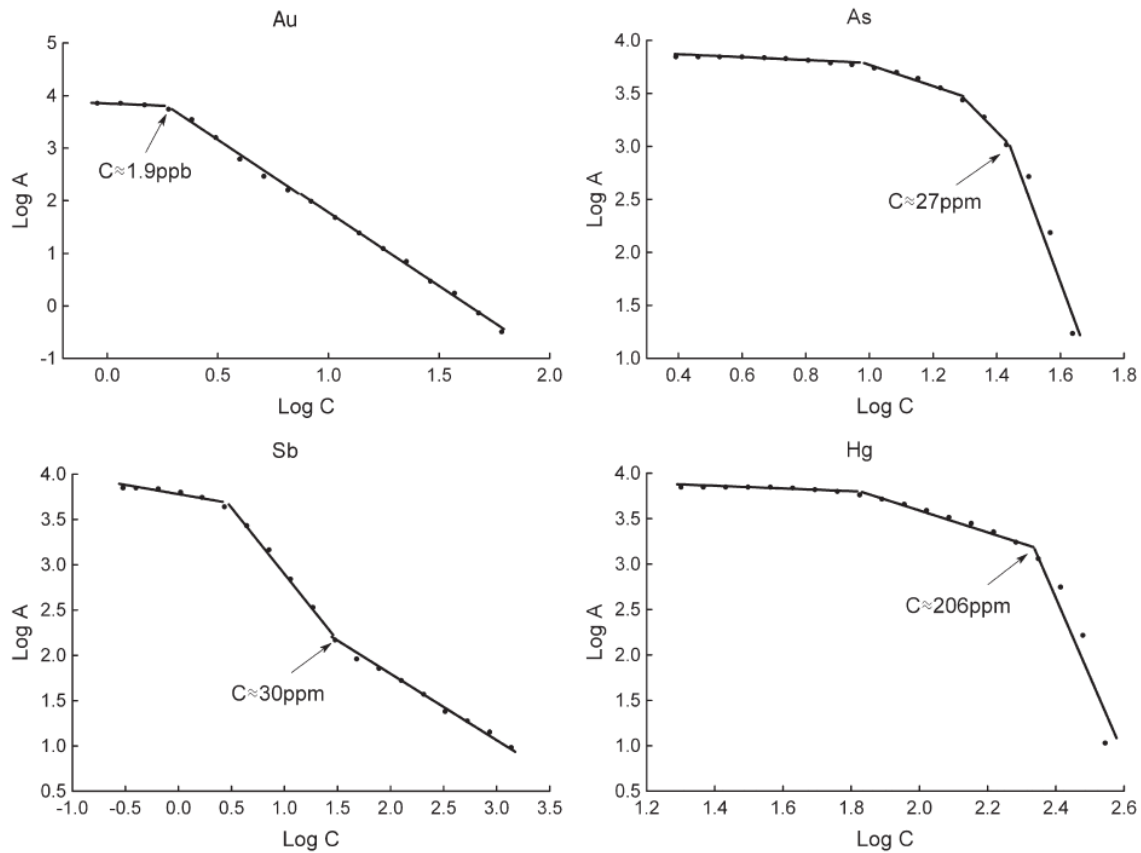 Au
5
4
3
2
1
0
-1
Log A
C≈1.9ppb
0.0 0.5 1.0 1.5 2.0
Log C
As
4.0
3.5
3.0
2.5
2.0
1.5
1.0
Log A
C≈27ppm
0.4 0.6 0.8 1.0 1.2 1.4 1.6 1.8
Log C
Sb
4.0
3.5
3.0
2.5
2.0
1.5
1.0
0.5
Log A
C≈30ppm
-1.0 -0.5 0.0 0.5 1.0 1.5 2.0 2.5 3.0 3.5
Log C
Hg
4.0
3.5
3.0
2.5
2.0
1.5
1.0
0.5
Log A
C≈206ppm
1.2 1.4 1.6 1.8 2.0 2.2 2.4 2.6
Log C